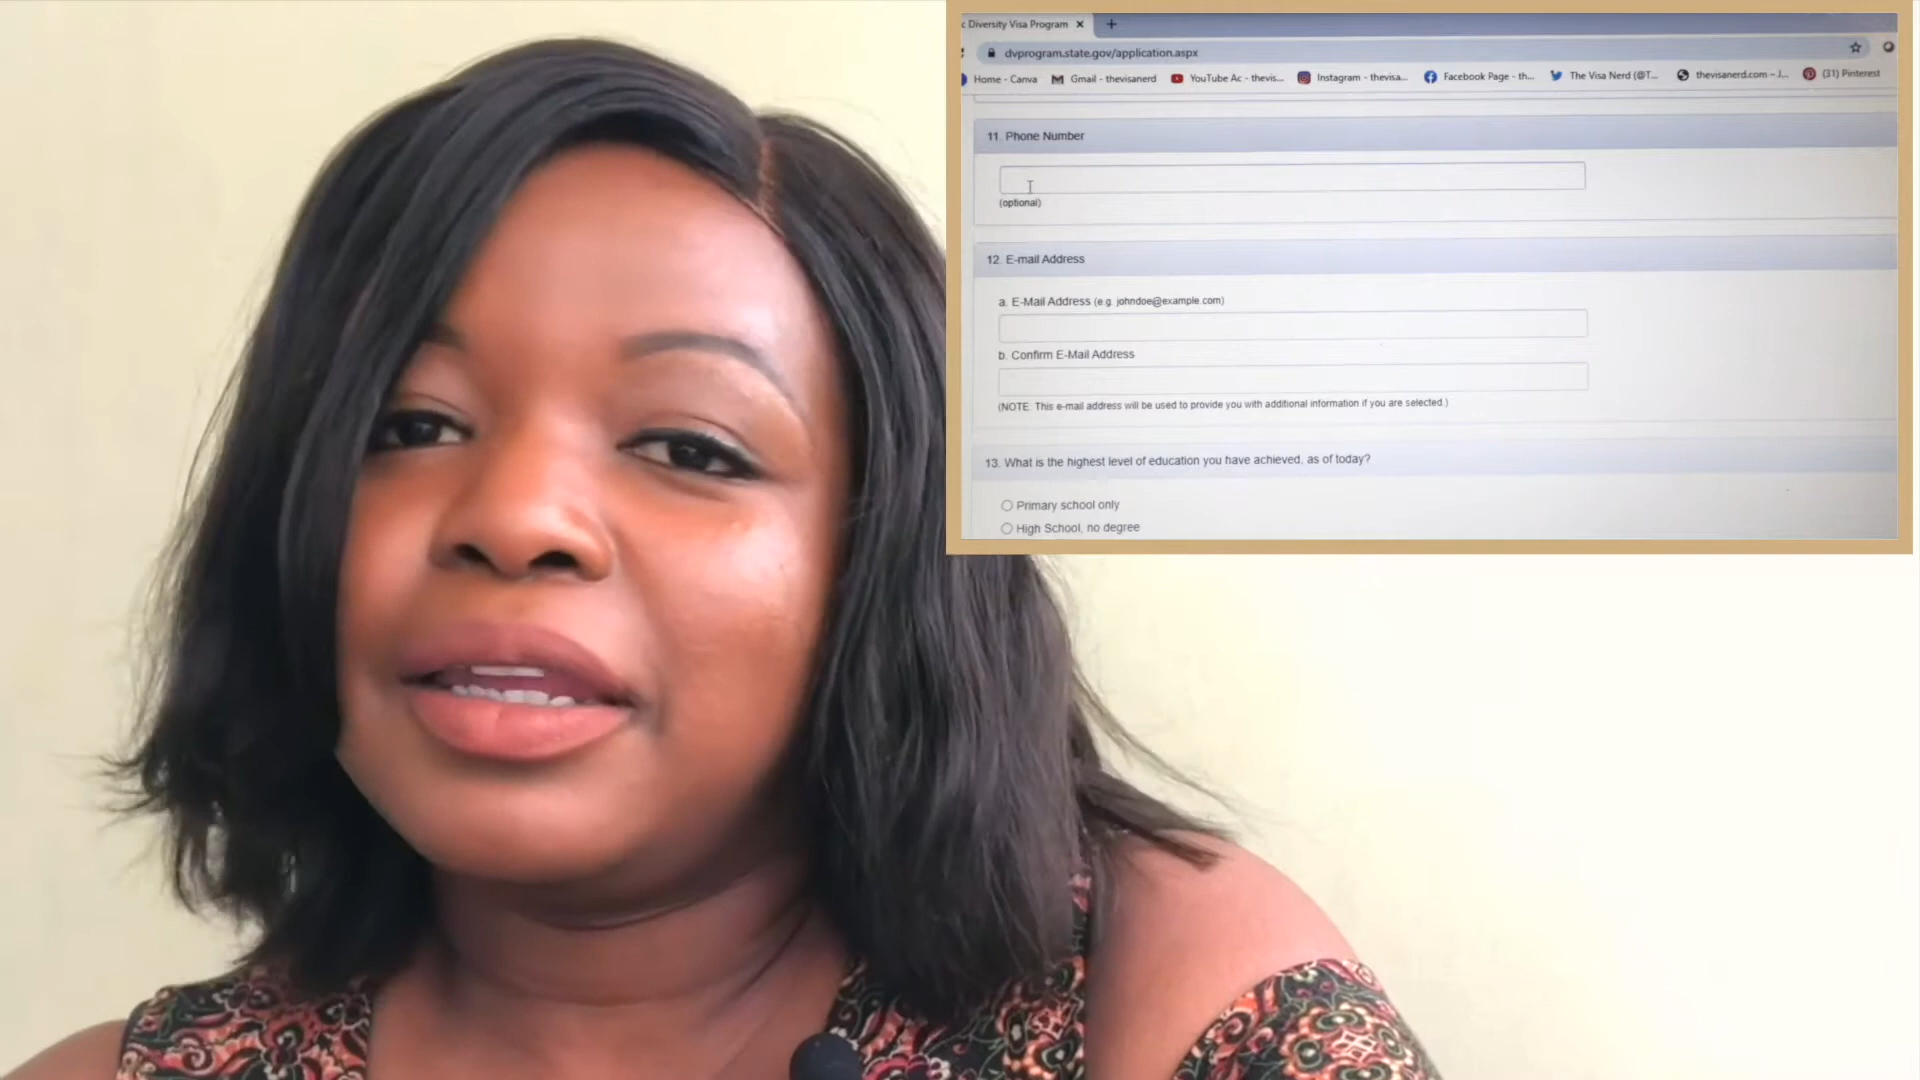 c Diversity Visa Program
dvprogram.state.gov/application.aspx
Home - Canva Gmail - thevisanerd YouTube Ac - thevis... Instagram - thevisa... Facebook Page - th... The Visa Nerd (@T... thevisanerd.com – J... (31) Pinterest
11. Phone Number
(optional)
12. E-mail Address
a. E-Mail Address (e.g. johndoe@example.com)
b. Confirm E-Mail Address
(NOTE: This e-mail address will be used to provide you with additional information if you are selected.)
13. What is the highest level of education you have achieved, as of today?
Primary school only
High School, no degree